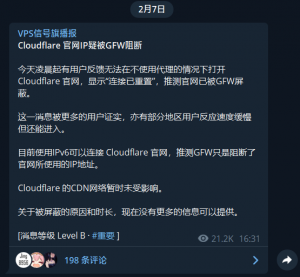 2月7日
VPS信号旗播报
Cloudflare 官网IP疑被GFW阻断
今天凌晨起有用户反馈无法在不使用代理的情况下打开
Cloudflare 官网，显示“连接已重置”，推测官网已被GFW屏
蔽。
这一消息被更多的用户证实，亦有部分地区用户反应速度缓慢
但还能进入。
目前使用IPv6可以连接 Cloudflare 官网，推测GFW只是阻断了
官网所使用的IP地址。
Cloudflare 的CDN网络暂时未受影响。
关于被屏蔽的原因和时长，现在没有更多的信息可以提供。
[消息等级 Level B · #重要 ]
21.2K 16:31
198 条评论